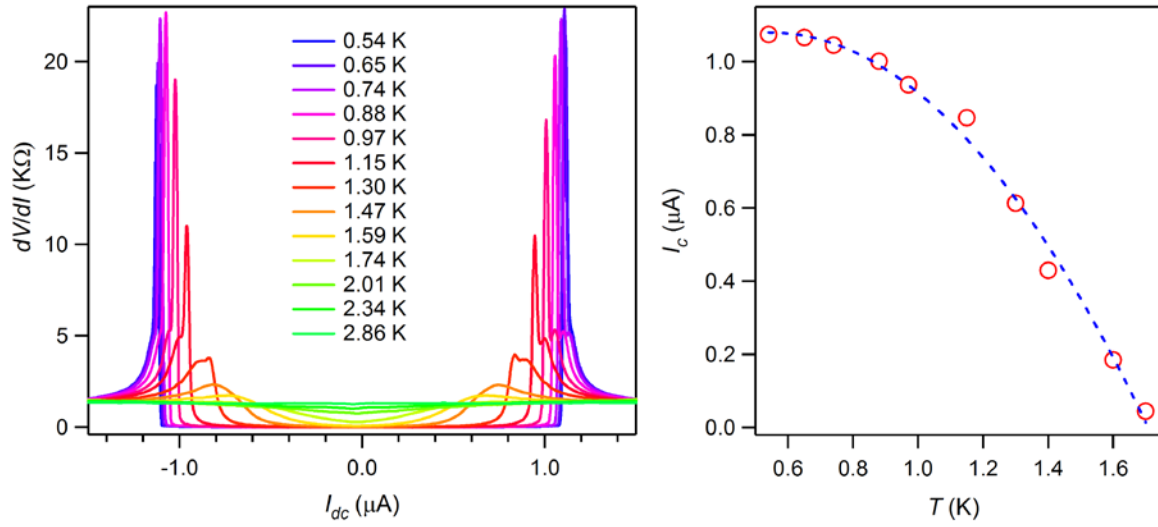 20
15
10
5
0
dV/dI (KΩ)
0.54 K
0.65 K
0.74 K
0.88 K
0.97 K
1.15 K
1.30 K
1.47 K
1.59 K
1.74 K
2.01 K
2.34 K
2.86 K
-1.0 0.0 1.0
I_dc (μA)
1.0
0.8
0.6
0.4
0.2
0.0
I_c (μA)
0.6 0.8 1.0 1.2 1.4 1.6
T (K)